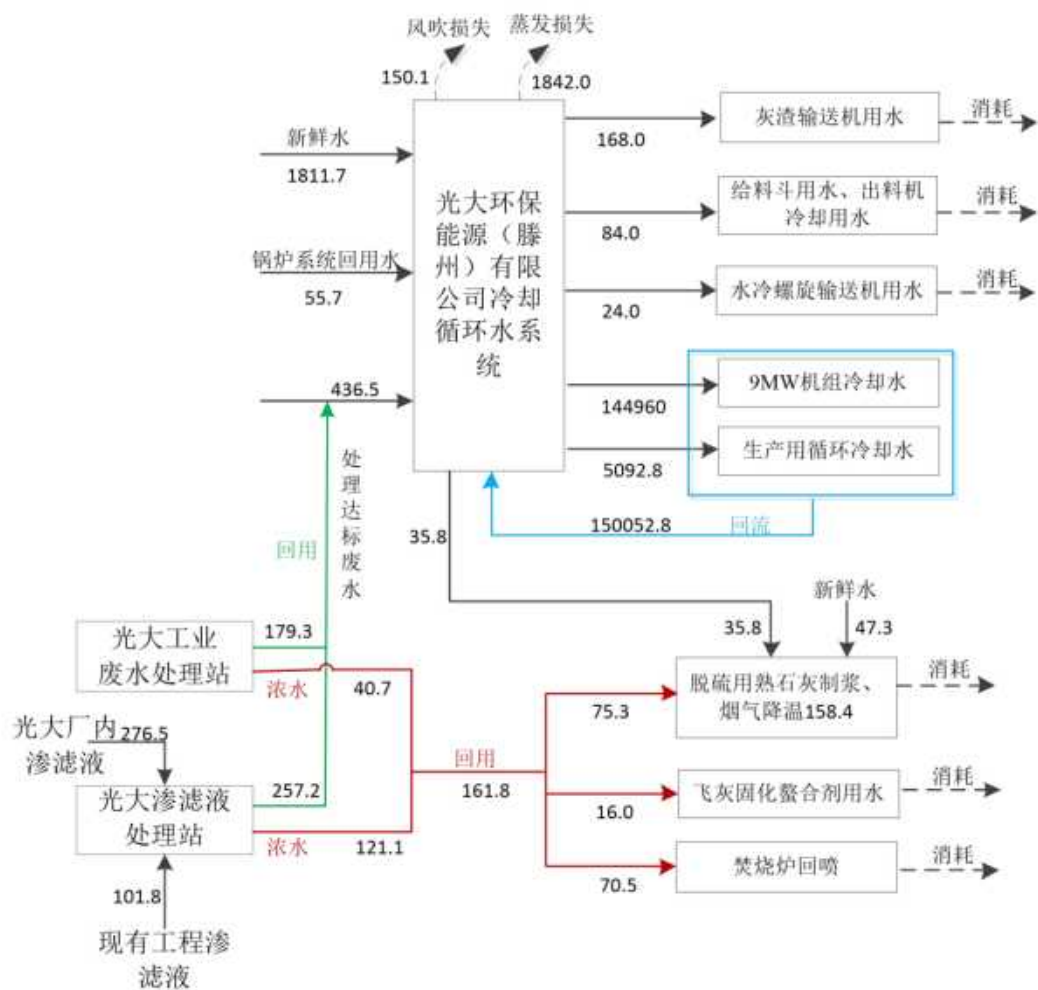 风吹损失
蒸发损失
150.1
1842.0
新鲜水
1811.7
锅炉系统回用水
55.7
436.5
光大环保
能源（滕
州）有限
公司冷却
循环水系
统
168.0
灰渣输送机用水
消耗
84.0
给料斗用水、出料机
冷却用水
消耗
24.0
水冷螺旋输送机用水
消耗
144960
9MW机组冷却水
5092.8
生产用循环冷却水
150052.8
回流
35.8
处理达标废水
回用
35.8
新鲜水
47.3
光大工业
废水处理站
179.3
浓水
40.7
光大厂内
渗滤液
276.5
光大渗滤液
处理站
257.2
浓水
121.1
101.8
现有工程渗
滤液
回用
161.8
75.3
脱硫用熟石灰制浆、
烟气降温158.4
消耗
16.0
飞灰固化螯合剂用水
消耗
70.5
焚烧炉回喷
消耗